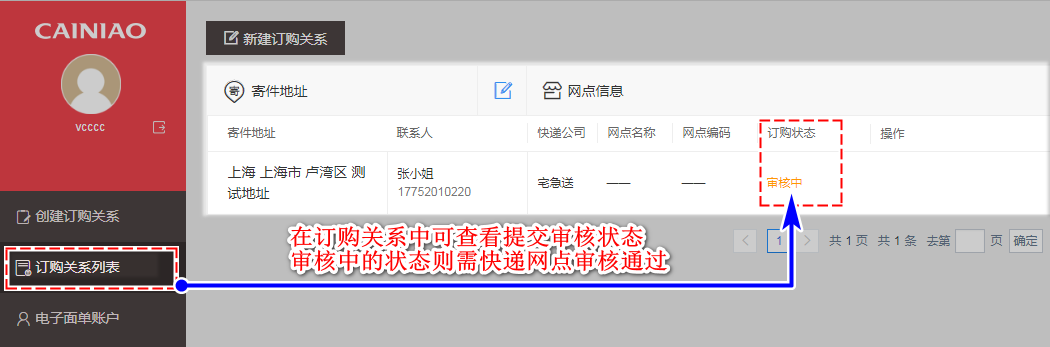 CAINIAO
vcccc
创建订购关系
订购关系列表
电子面单账户
新建订购关系
寄
寄件地址
网点信息
寄件地址 联系人 快递公司 网点名称 网点编码 订购状态 操作
上海 上海市 卢湾区 测
试地址
张小姐
17752010220
宅急送 —— —— 审核中
< 1 > 共 1 页 共 1 条 去第 页 确定
在订购关系中可查看提交审核状态
审核中的状态则需快递网点审核通过